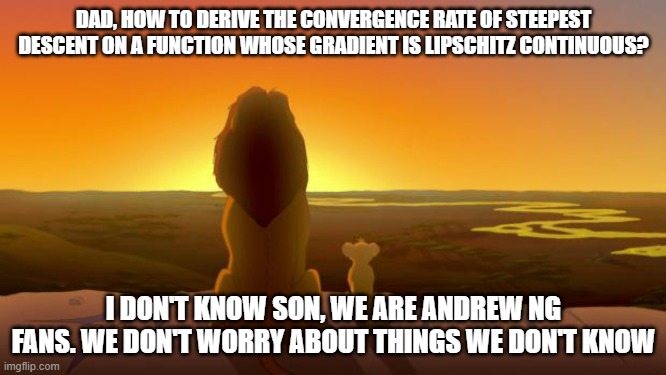 DAD, HOW TO DERIVE THE CONVERGENCE RATE OF STEEPEST
DESCENT ON A FUNCTION WHOSE GRADIENT IS LIPSCHITZ CONTINUOUS?
I DON'T KNOW SON, WE ARE ANDREW NG
FANS. WE DON'T WORRY ABOUT THINGS WE DON'T KNOW
imgflip.com